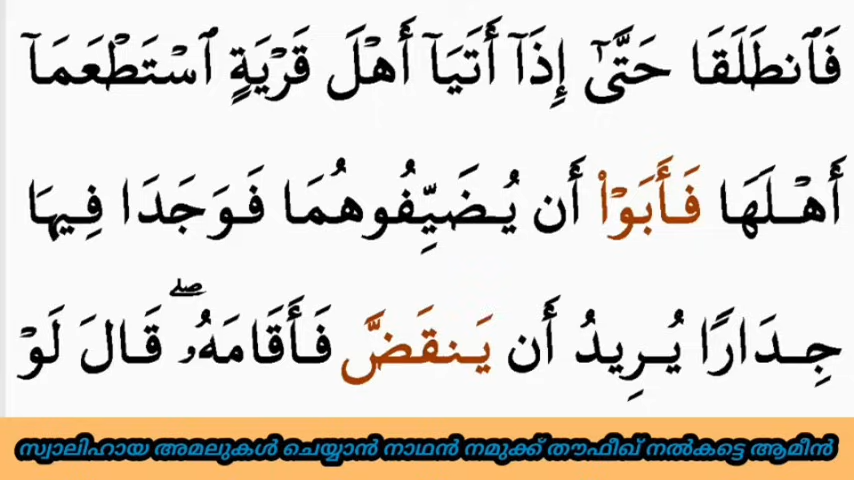 فَٱنطَلَقَا حَتَّىٰٓ إِذَآ أَتَيَآ أَهْلَ قَرْيَةٍ ٱسْتَطْعَمَآ
أَهْلَهَا فَأَبَوْا۟ أَن يُضَيِّفُوهُمَا فَوَجَدَا فِيهَا
جِدَارًا يُرِيدُ أَن يَنقَضَّ فَأَقَامَهُۥ ۖ قَالَ لَوْ
സ്വാലിഹായ അമലുകൾ ചെയ്യാൻ നാഥൻ നമുക്ക് തൗഫീഖ് നൽകട്ടെ ആമീൻ